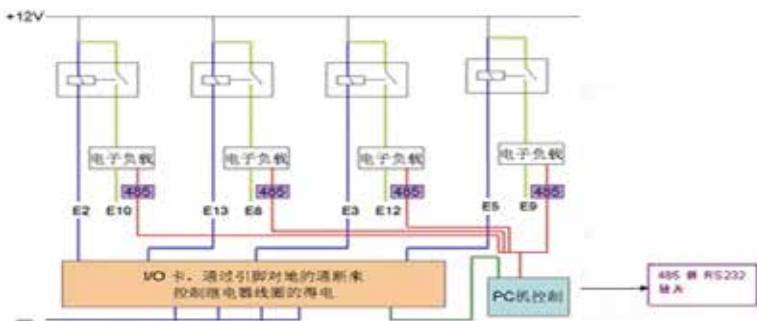 +12V
电子负载
电子负载
电子负载
电子负载
485
485
485
485
E2
E10
E13
E8
E3
E12
E5
E9
I/O 卡,通过引脚对地的通断来
控制继电器线圈的得电
PC机控制
485 转 RS232